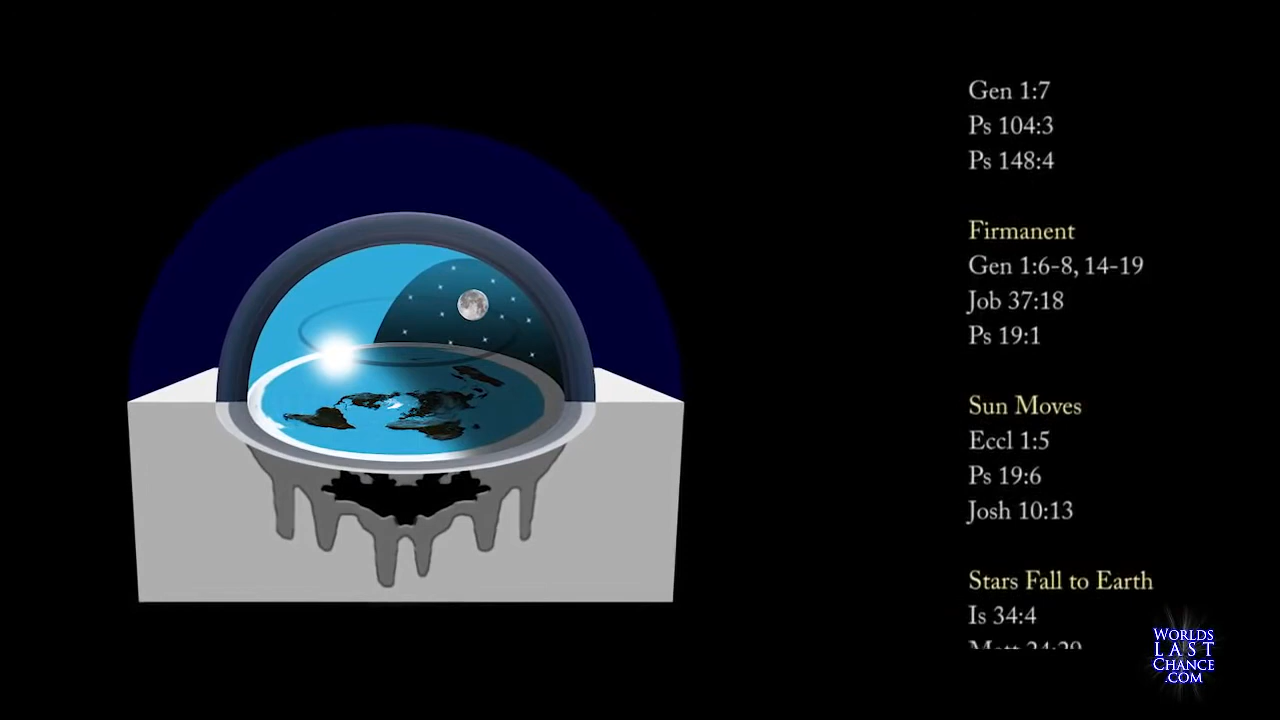 Gen 1:7
Ps 104:3
Ps 148:4
Firmanent
Gen 1:6-8, 14-19
Job 37:18
Ps 19:1
Sun Moves
Eccl 1:5
Ps 19:6
Josh 10:13
Stars Fall to Earth
Is 34:4
WORLDS
LAST
CHANCE
.COM